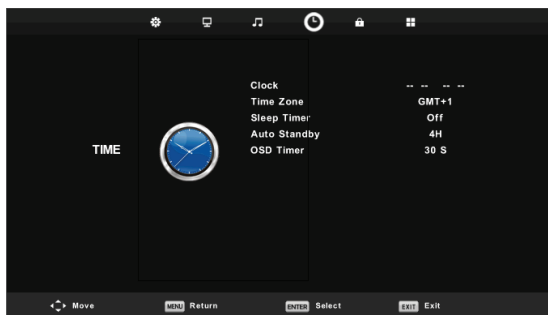 Clock -- -- -- --
Time Zone GMT+1
Sleep Timer Off
Auto Standby 4H
TIME
OSD Timer 30 S
Move MENU Return ENTER Select EXIT Exit